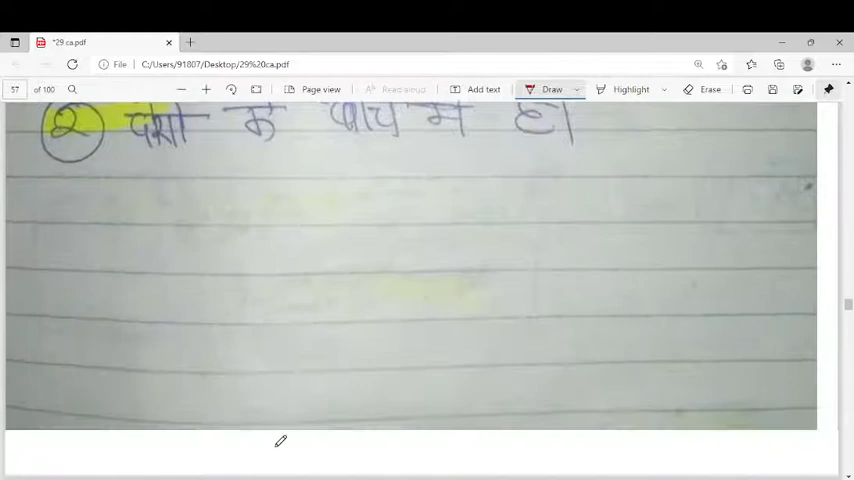 *29 ca.pdf
File C:/Users/91807/Desktop/29%20ca.pdf
57 of 100 Page view Read aloud Add text Draw Highlight Erase
२ के में है।